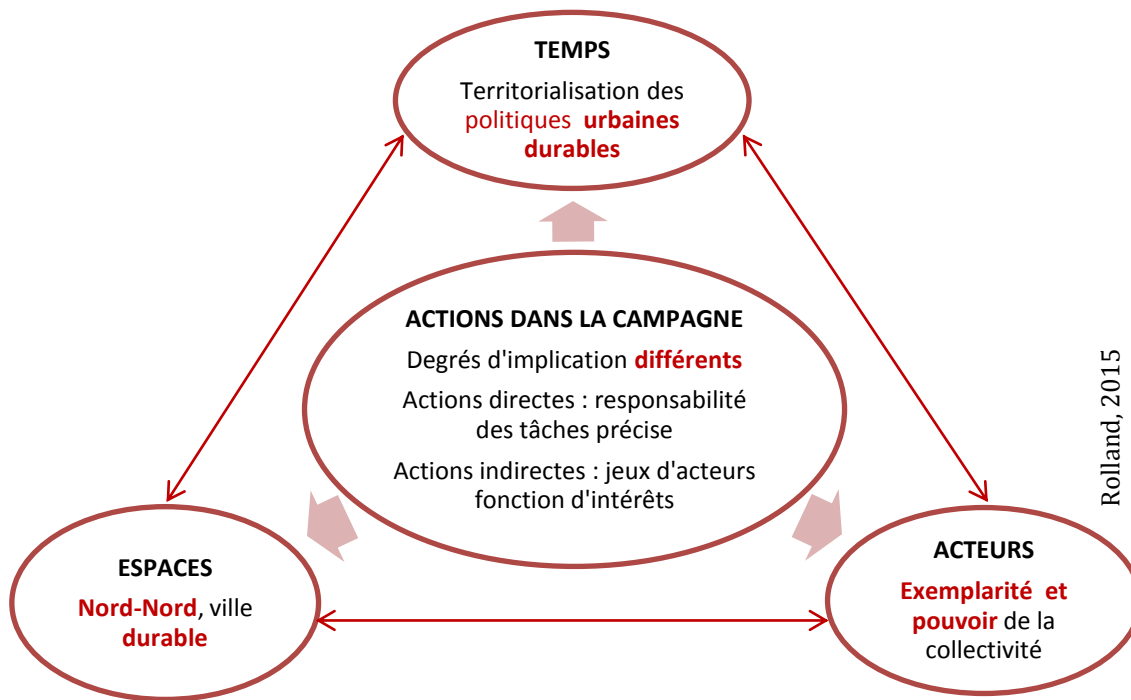 TEMPS
Territorialisation des
politiques urbaines
durables
ACTIONS DANS LA CAMPAGNE
Degrés d'implication différents
Actions directes : responsabilité
des tâches précise
Actions indirectes : jeux d'acteurs
fonction d'intérêts
Rolland, 2015
ESPACES
Nord-Nord, ville
durable
ACTEURS
Exemplarité et
pouvoir de la
collectivité